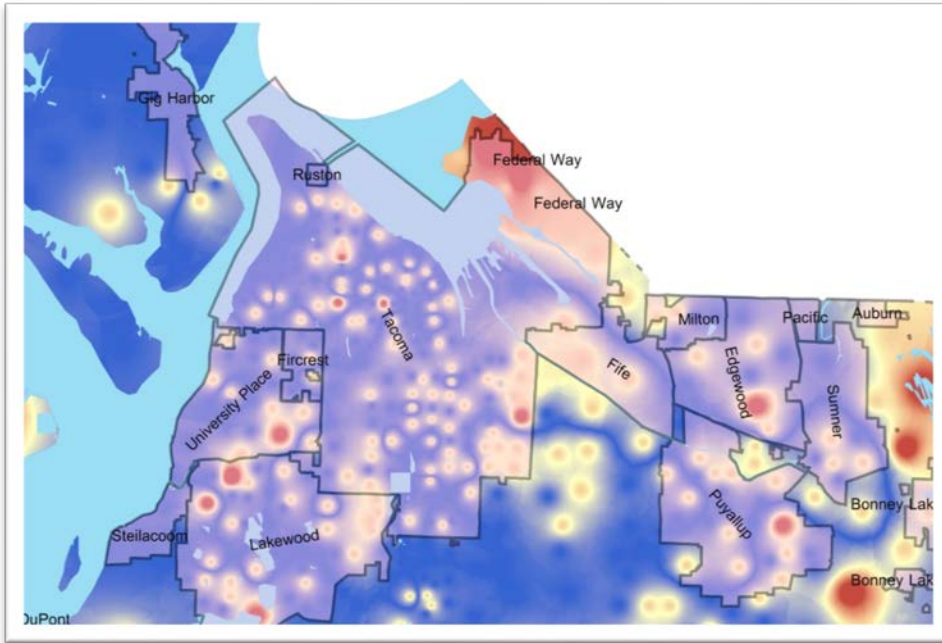 Gig Harbor
Federal Way
Ruston
Federal Way
Milton
Pacific
Auburn
Tacoma
Fircrest
Fife
Edgewood
University Place
Sumner
Bonney Lak
Puyallup
Steilacoom
Lakewood
Bonney Lak
DuPont